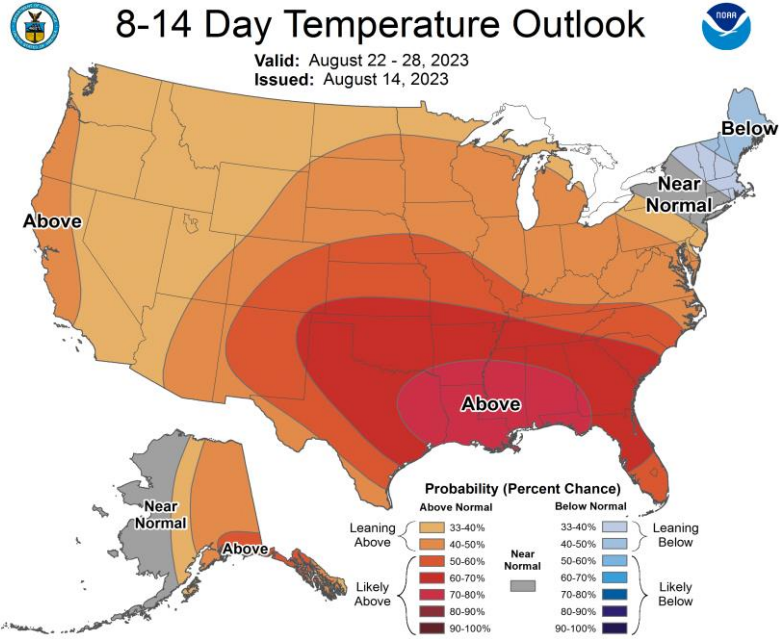 8-14 Day Temperature Outlook
Valid: August 22 - 28, 2023
Issued: August 14, 2023
NOAA
Below
Near
Normal
Above
Above
Near
Normal
Above
Probability (Percent Chance)
Above Normal
Below Normal
Leaning
Above
33-40%
40-50%
Likely
Above
50-60%
60-70%
70-80%
80-90%
90-100%
Near
Normal
33-40%
40-50%
Leaning
Below
50-60%
60-70%
70-80%
80-90%
90-100%
Likely
Below